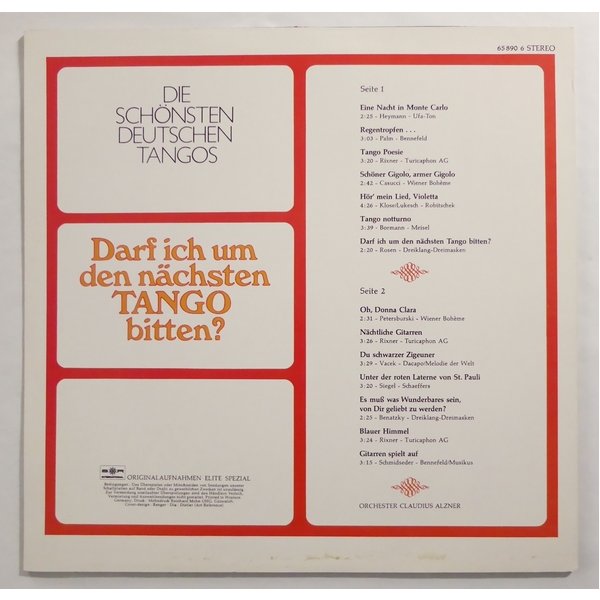 65 890 6 STEREO
DIE
SCHÖNSTEN
DEUTSCHEN
TANGOS
Darf ich um
den nächsten
TANGO
bitten?
ORIGINALAUFNAHMEN ELITE SPEZIAL
Seite 1
Eine Nacht in Monte Carlo
2:25 - Heymann - Ufa-Ton
Regentropfen . . .
3:03 - Palm - Bennefeld
Tango Poesie
3:20 - Rixner - Turicaphon AG
Schöner Gigolo, armer Gigolo
2:42 - Casucci - Wiener Bohème
Hör' mein Lied, Violetta
4:26 - Klose/Lukesch - Robitschek
Tango notturno
3:39 - Bormann - Meisel
Darf ich um den nächsten Tango bitten?
2:20 - Rosen - Dreiklang-Dreimasken
Seite 2
Oh, Donna Clara
2:31 - Petersburski - Wiener Bohème
Nächtliche Gitarren
3:26 - Rixner - Turicaphon AG
Du schwarzer Zigeuner
3:29 - Vacek - Dacapo/Melodie der Welt
Unter der roten Laterne von St. Pauli
3:20 - Siegel - Schaeffers
Es muß was Wunderbares sein,
von Dir geliebt zu werden?
2:25 - Benatzky - Dreiklang-Dreimasken
Blauer Himmel
3:24 - Rixner - Turicaphon AG
Gitarren spielt auf
3:15 - Schmidseder - Bennefeld/Musikus
ORCHESTER CLAUDIUS ALZNER